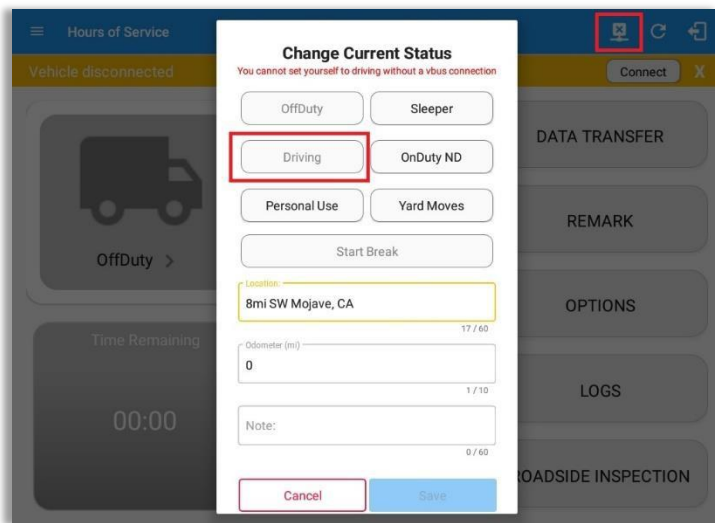 Hours of Service
Vehicle disconnected
Connect
X
OffDuty
Time Remaining
00:00
DATA TRANSFER
REMARK
OPTIONS
LOGS
ROADSIDE INSPECTION
Change Current Status
You cannot set yourself to driving without a vbus connection
OffDuty
Sleeper
Driving
OnDuty ND
Personal Use
Yard Moves
Start Break
Location:
8mi SW Mojave, CA
17 / 60
Odometer (mi)
0
1 / 10
Note:
0 / 60
Cancel
Save